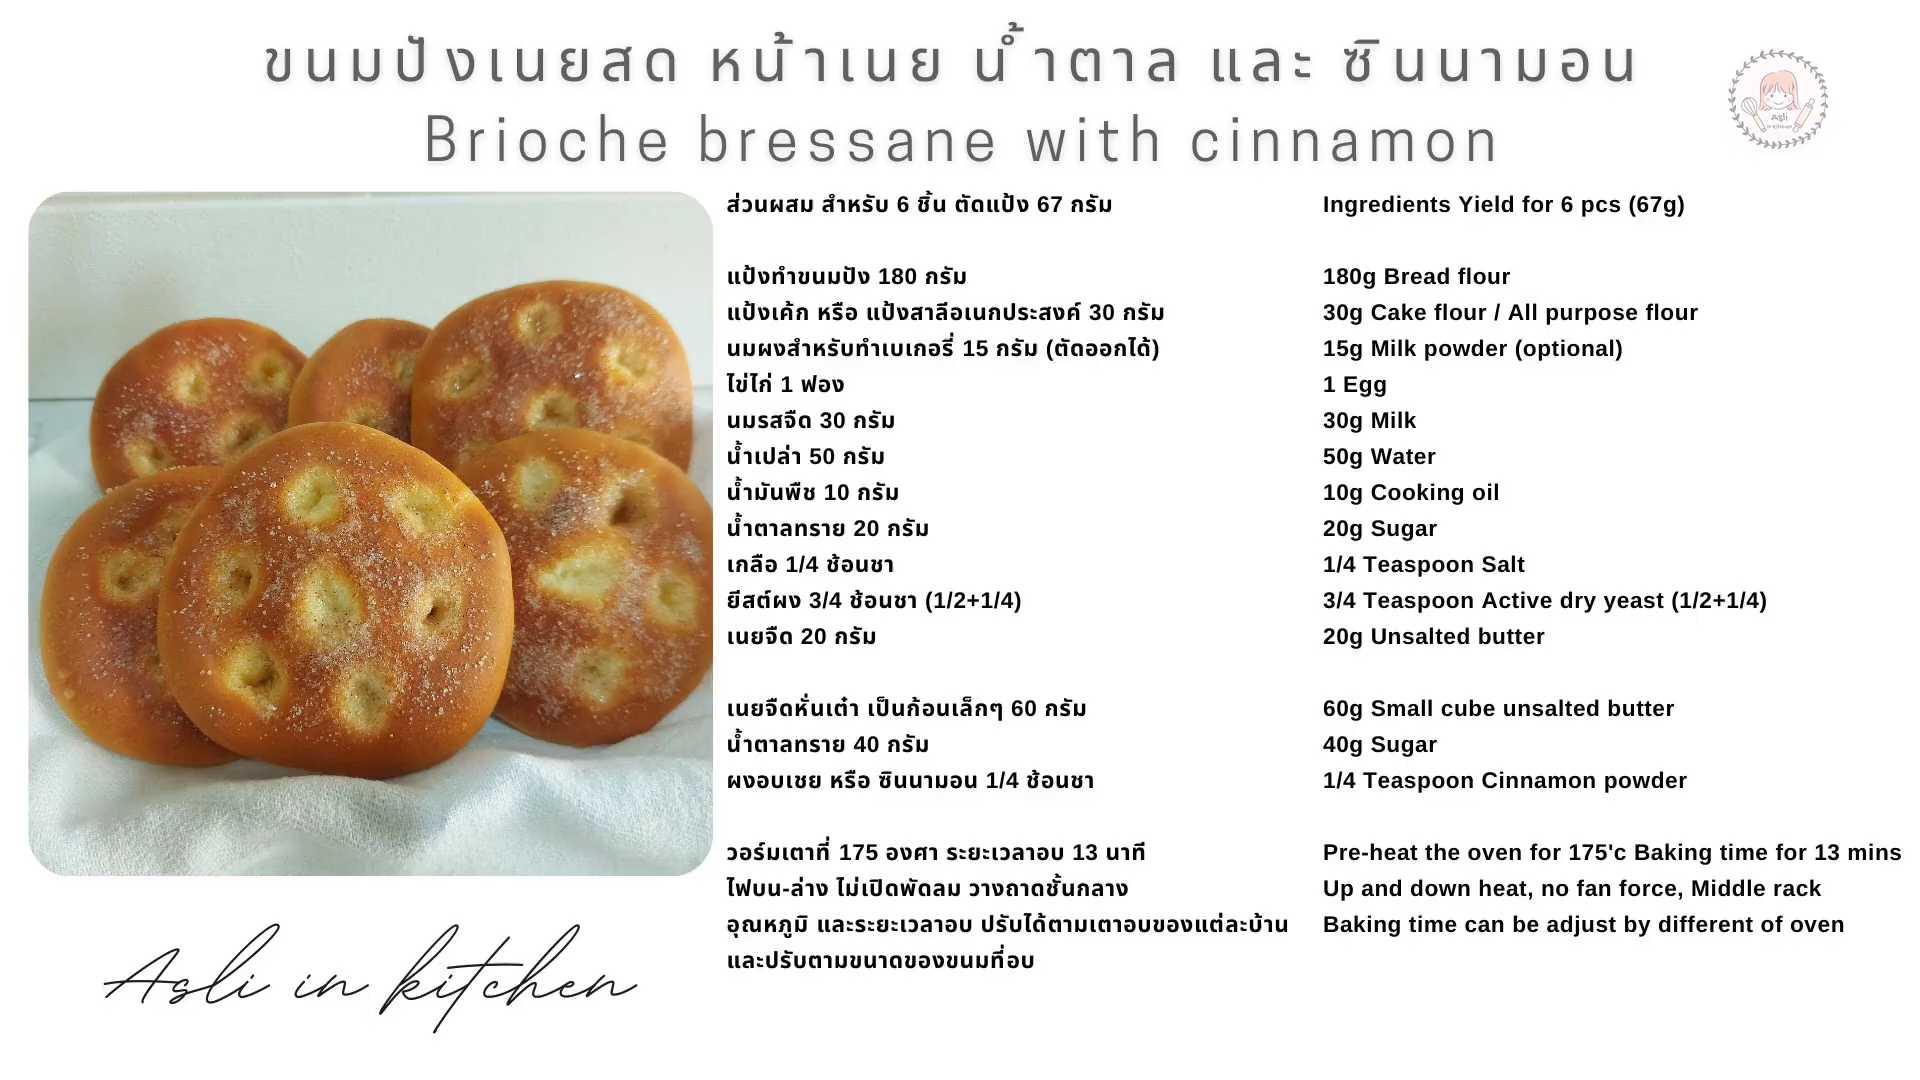 ขนมปังเนยสด หน้าเนย น้ำตาล และ ซินนามอน
Brioche bressane with cinnamon
Asli
in kitchen
ส่วนผสม สำหรับ 6 ชิ้น ตัดแป้ง 67 กรัม
แป้งทำขนมปัง 180 กรัม
แป้งเค้ก หรือ แป้งสาลีอเนกประสงค์ 30 กรัม
นมผงสำหรับทำเบเกอรี่ 15 กรัม (ตัดออกได้)
ไข่ไก่ 1 ฟอง
นมรสจืด 30 กรัม
น้ำเปล่า 50 กรัม
น้ำมันพืช 10 กรัม
น้ำตาลทราย 20 กรัม
เกลือ 1/4 ช้อนชา
ยีสต์ผง 3/4 ช้อนชา (1/2+1/4)
เนยจืด 20 กรัม
เนยจืดหั่นเต๋า เป็นก้อนเล็กๆ 60 กรัม
น้ำตาลทราย 40 กรัม
ผงอบเชย หรือ ซินนามอน 1/4 ช้อนชา
วอร์มเตาที่ 175 องศา ระยะเวลาอบ 13 นาที
ไฟบน-ล่าง ไม่เปิดพัดลม วางถาดชั้นกลาง
อุณหภูมิ และระยะเวลาอบ ปรับได้ตามเตาอบของแต่ละบ้าน
และปรับตามขนาดของขนมที่อบ
Ingredients Yield for 6 pcs (67g)
180g Bread flour
30g Cake flour / All purpose flour
15g Milk powder (optional)
1 Egg
30g Milk
50g Water
10g Cooking oil
20g Sugar
1/4 Teaspoon Salt
3/4 Teaspoon Active dry yeast (1/2+1/4)
20g Unsalted butter
60g Small cube unsalted butter
40g Sugar
1/4 Teaspoon Cinnamon powder
Pre-heat the oven for 175'c Baking time for 13 mins
Up and down heat, no fan force, Middle rack
Baking time can be adjust by different of oven
Asli in kitchen